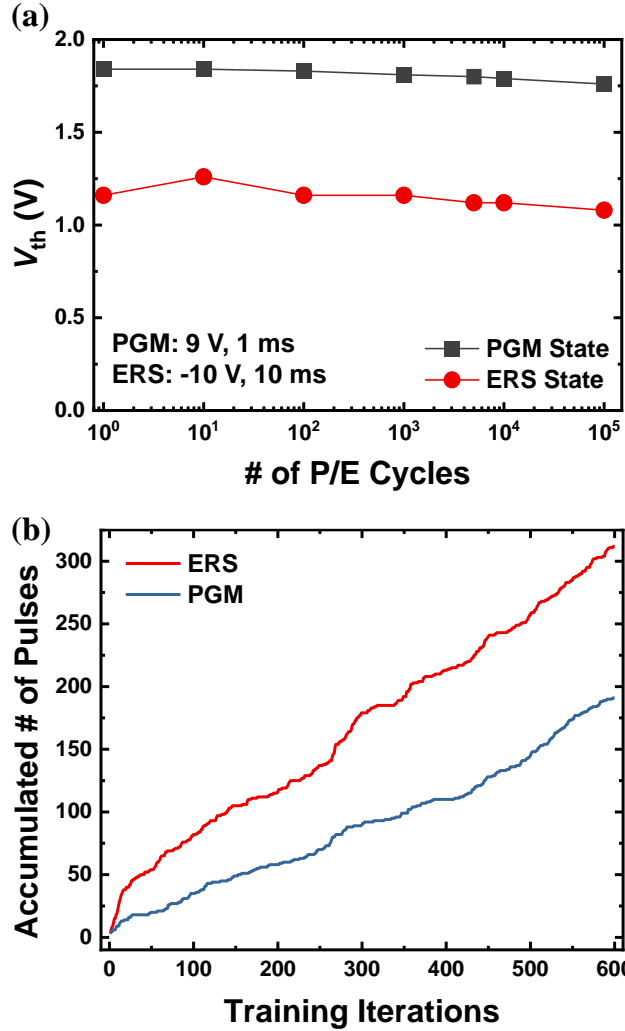 (a)
2.0
1.5
1.0
0.5
0.0
V_th (V)
PGM: 9 V, 1 ms
ERS: -10 V, 10 ms
PGM State
ERS State
10^0 10^1 10^2 10^3 10^4 10^5
# of P/E Cycles
(b)
300
250
200
150
100
50
0
Accumulated # of Pulses
ERS
PGM
0 100 200 300 400 500 600
Training Iterations